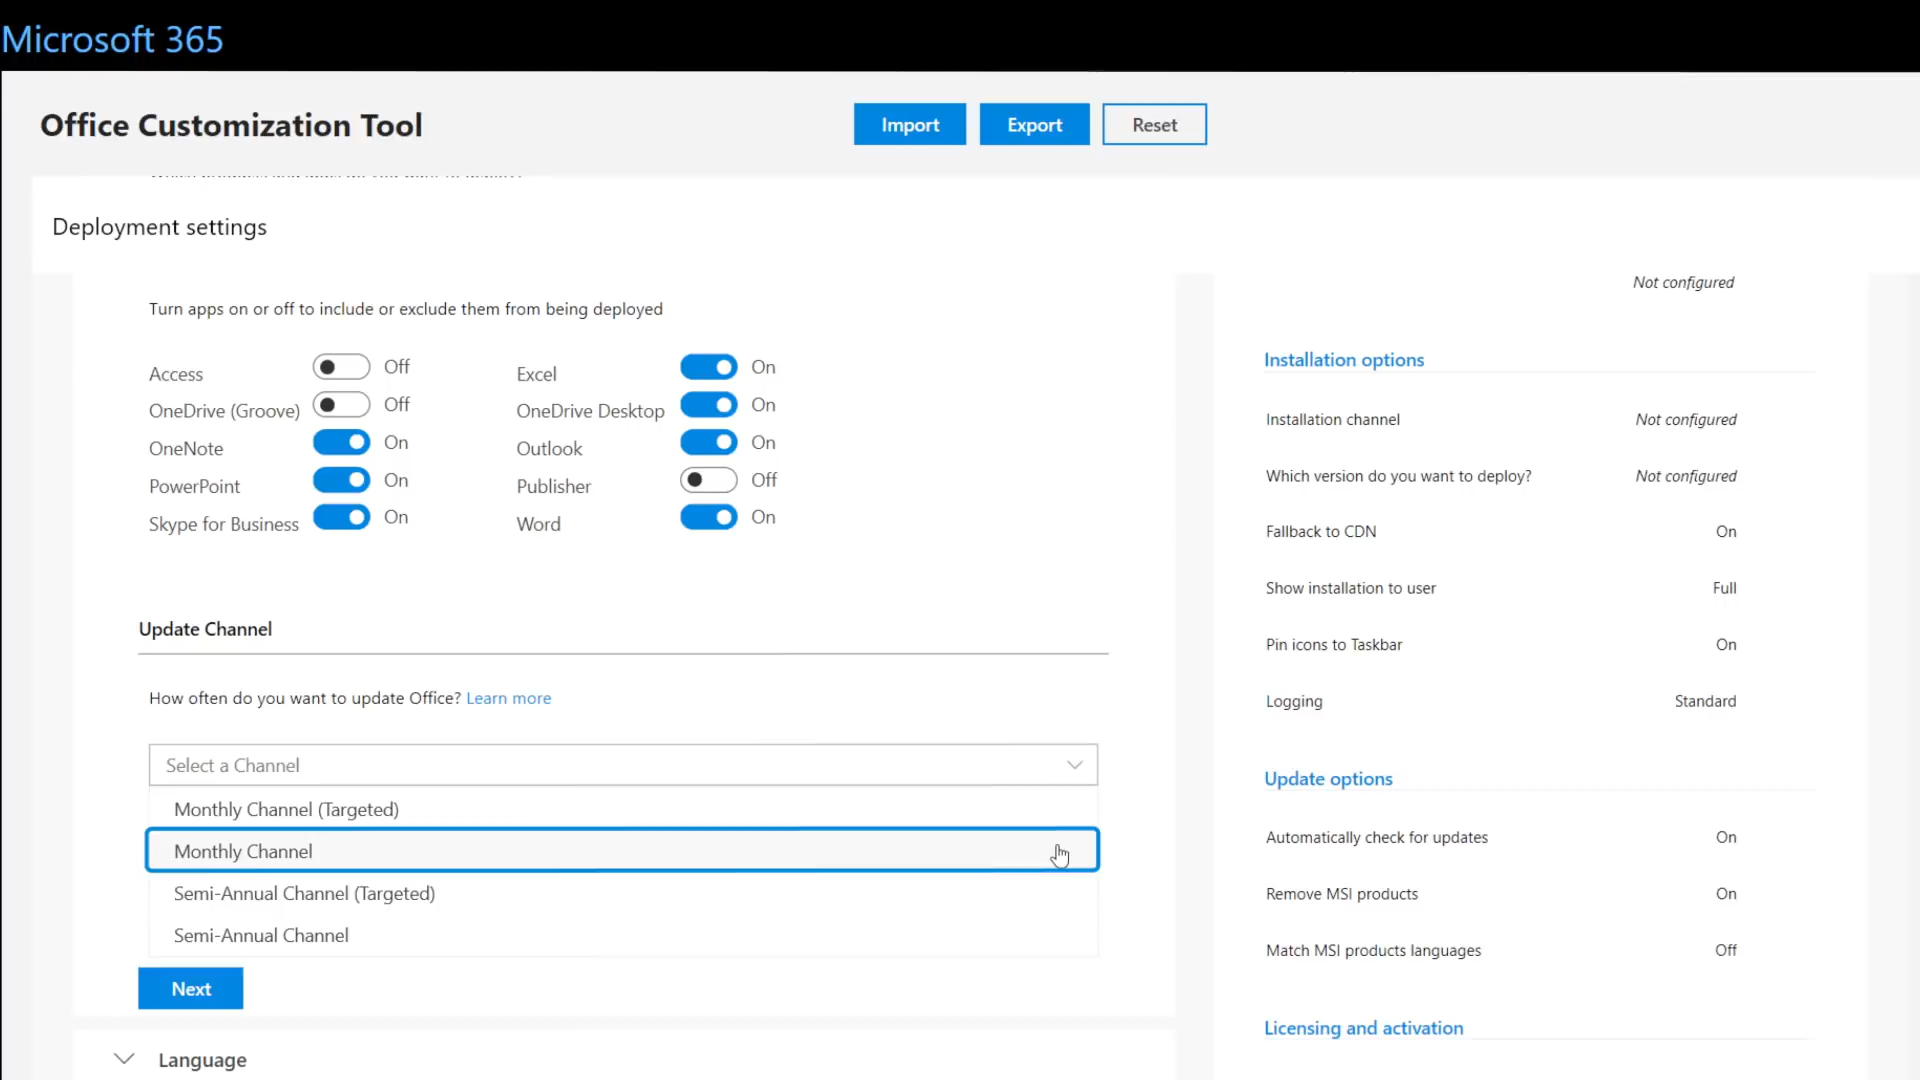 Microsoft 365
Office Customization Tool
Import
Export
Reset
Deployment settings
Turn apps on or off to include or exclude them from being deployed
Access Off Excel On
OneDrive (Groove) Off OneDrive Desktop On
OneNote On Outlook On
PowerPoint On Publisher Off
Skype for Business On Word On
Update Channel
How often do you want to update Office? Learn more
Select a Channel
Monthly Channel (Targeted)
Monthly Channel
Semi-Annual Channel (Targeted)
Semi-Annual Channel
Next
Language
Not configured
Installation options
Installation channel Not configured
Which version do you want to deploy? Not configured
Fallback to CDN On
Show installation to user Full
Pin icons to Taskbar On
Logging Standard
Update options
Automatically check for updates On
Remove MSI products On
Match MSI products languages Off
Licensing and activation